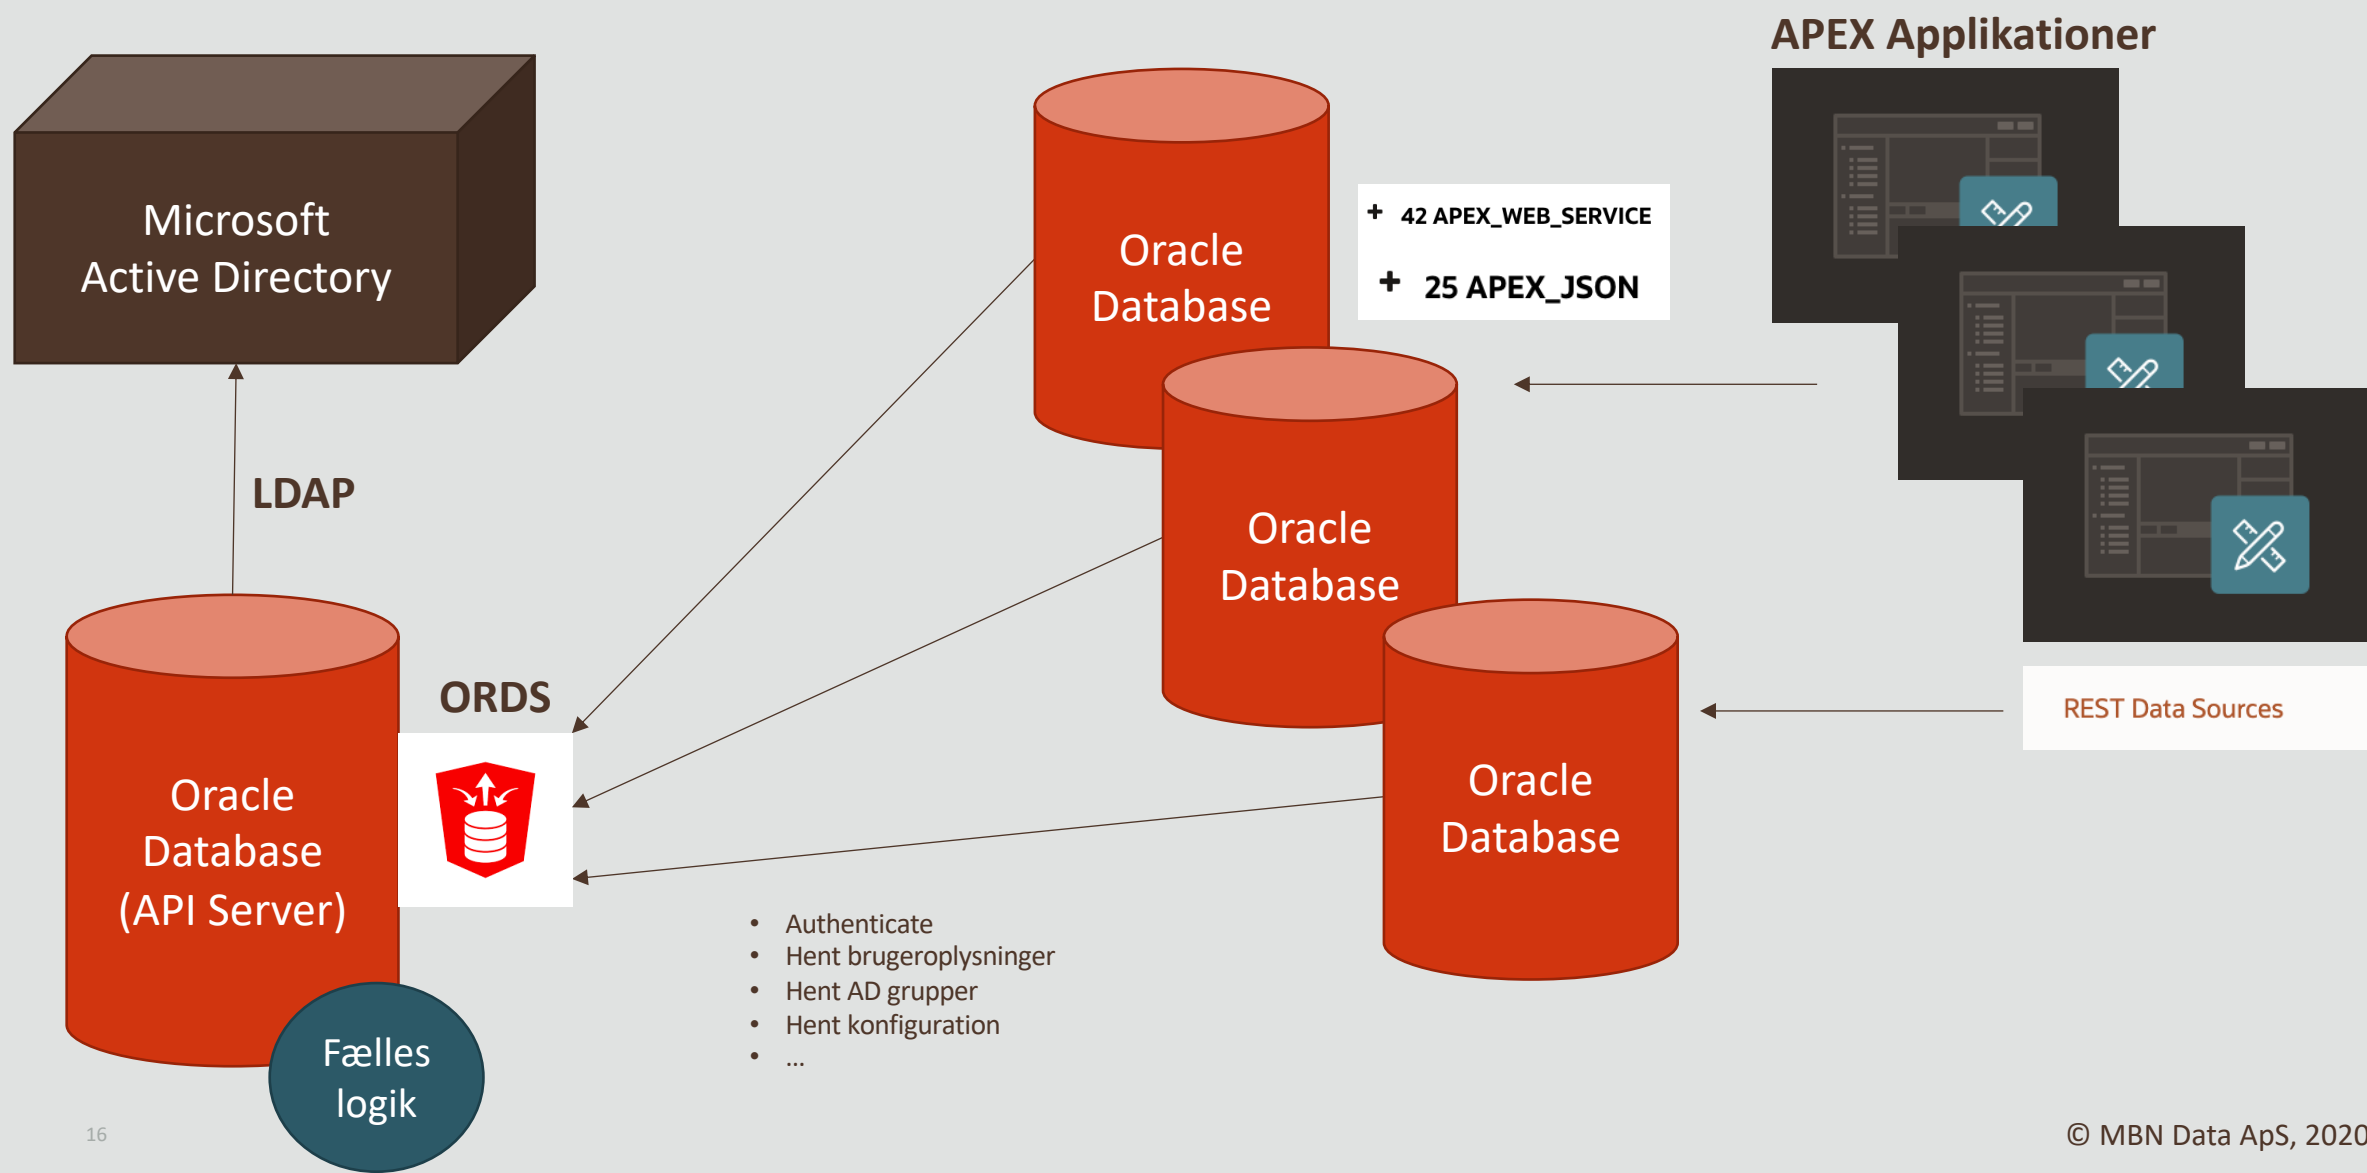 APEX Applikationer
Microsoft
Active Directory
LDAP
Oracle
Database
+ 42 APEX_WEB_SERVICE
+ 25 APEX_JSON
Oracle
Database
Oracle
Database
REST Data Sources
ORDS
Oracle
Database
(API Server)
Fælles
logik
• Authenticate
• Hent brugeroplysninger
• Hent AD grupper
• Hent konfiguration
• ...
16
© MBN Data ApS, 2020